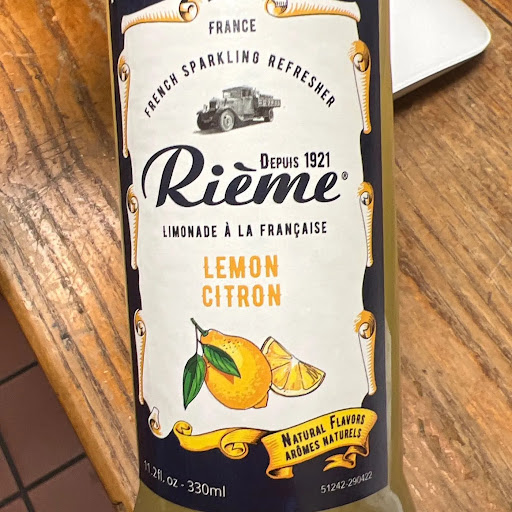 FRANCE
FRENCH SPARKLING REFRESHER
DEPUIS 1921
Rième®
LIMONADE À LA FRANÇAISE
LEMON
CITRON
NATURAL FLAVORS
ARÔMES NATURELS
11.2fl. oz - 330ml
51242-290422